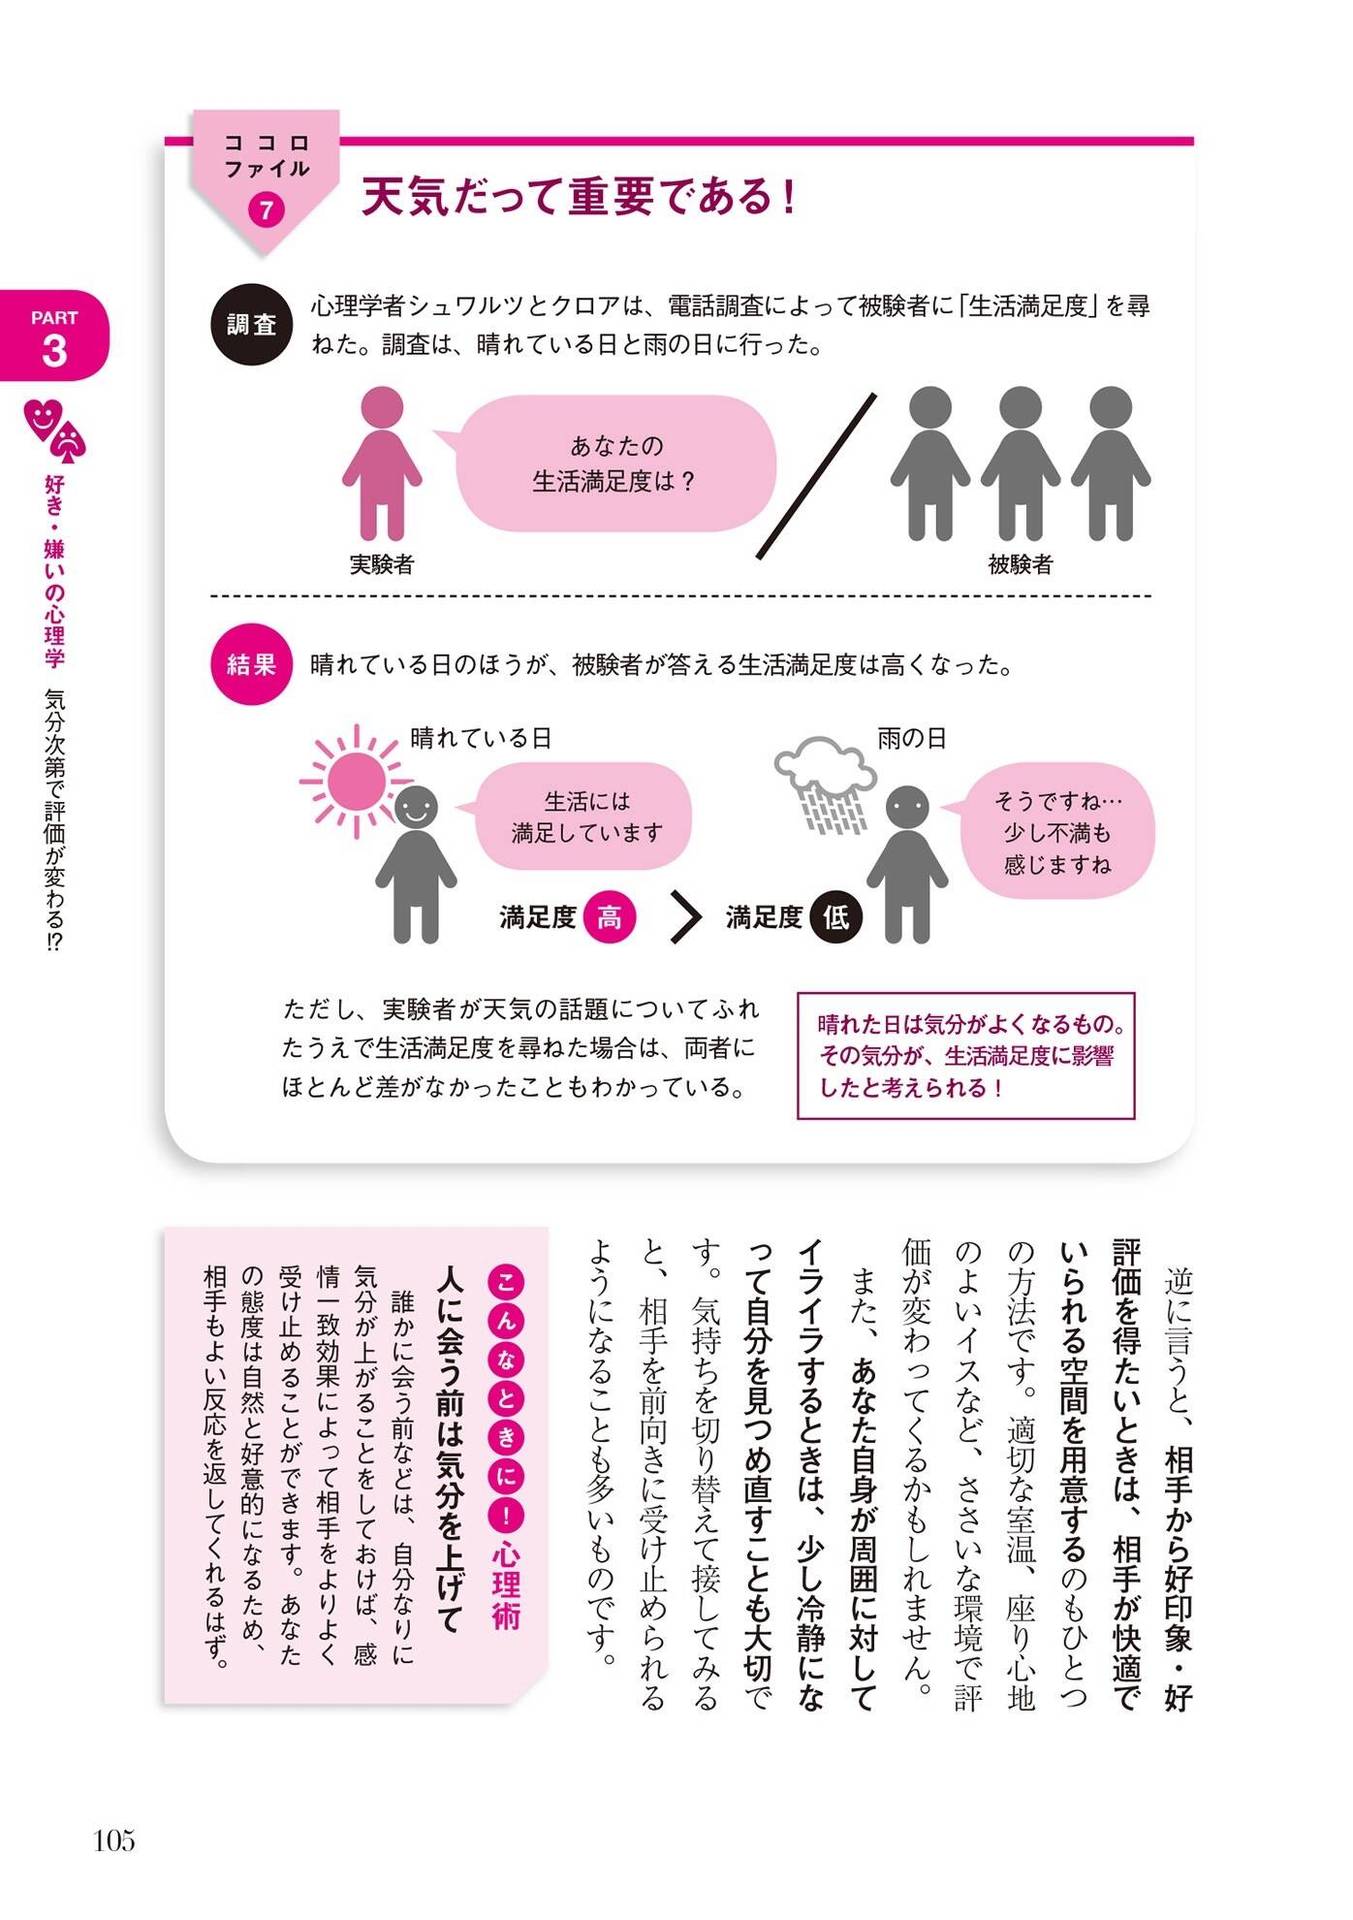 ココロ
ファイル
7
天気だって重要である！
調査
心理学者シュワルツとクロアは、電話調査によって被験者に「生活満足度」を尋
ねた。調査は、晴れている日と雨の日に行った。
あなたの
生活満足度は？
実験者
被験者
結果
晴れている日のほうが、被験者が答える生活満足度は高くなった。
晴れている日
生活には
満足しています
満足度 高
雨の日
そうですね…
少し不満も
感じますね
満足度 低
ただし、実験者が天気の話題についてふれ
たうえで生活満足度を尋ねた場合は、両者に
ほとんど差がなかったこともわかっている。
晴れた日は気分がよくなるもの。
その気分が、生活満足度に影響
したと考えられる！
PART
3
好き・嫌いの心理学 気分次第で評価が変わる!?
逆に言うと、相手から好印象・好
評価を得たいときは、相手が快適で
いられる空間を用意するのもひとつ
の方法です。適切な室温、座り心地
のよいイスなど、ささいな環境で評
価が変わってくるかもしれません。
また、あなた自身が周囲に対して
イライラするときは、少し冷静にな
って自分を見つめ直すことも大切で
す。気持ちを切り替えて接してみる
と、相手を前向きに受け止められる
ようになることも多いものです。
こんなときに！心理術
人に会う前は気分を上げて
誰かに会う前などは、自分なりに
気分が上がることをしておけば、感
情一致効果によって相手をよりよく
受け止めることができます。あなた
の態度は自然と好意的になるため、
相手もよい反応を返してくれるはず。
105